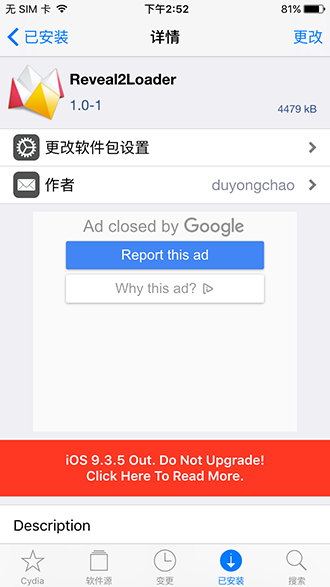 无 SIM 卡 下午2:52 81%
已安装 详情 更改
Reveal2Loader
1.0-1 4479 kB
更改软件包设置
作者 duyongchao
Ad closed by Google
Report this ad
Why this ad?
iOS 9.3.5 Out. Do Not Upgrade!
Click Here To Read More.
Description
Cydia 软件源 变更 已安装 搜索